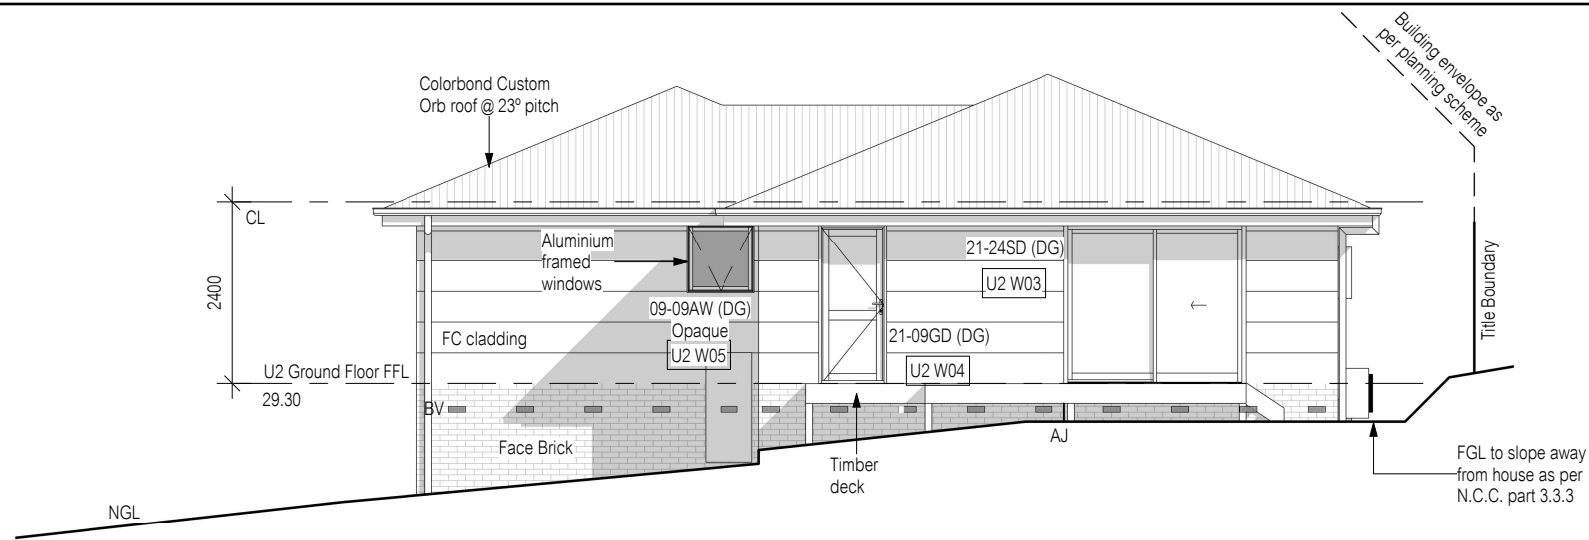 Colorbond Custom
Orb roof @ 23º pitch
Building envelope as
per planning scheme
CL
2400
Aluminium
framed
windows
21-24SD (DG)
U2 W03
Title Boundary
09-09AW (DG)
Opaque
U2 W05
FC cladding
21-09GD (DG)
U2 W04
U2 Ground Floor FFL
29.30
BV
Face Brick
AJ
Timber
deck
FGL to slope away
from house as per
N.C.C. part 3.3.3
NGL